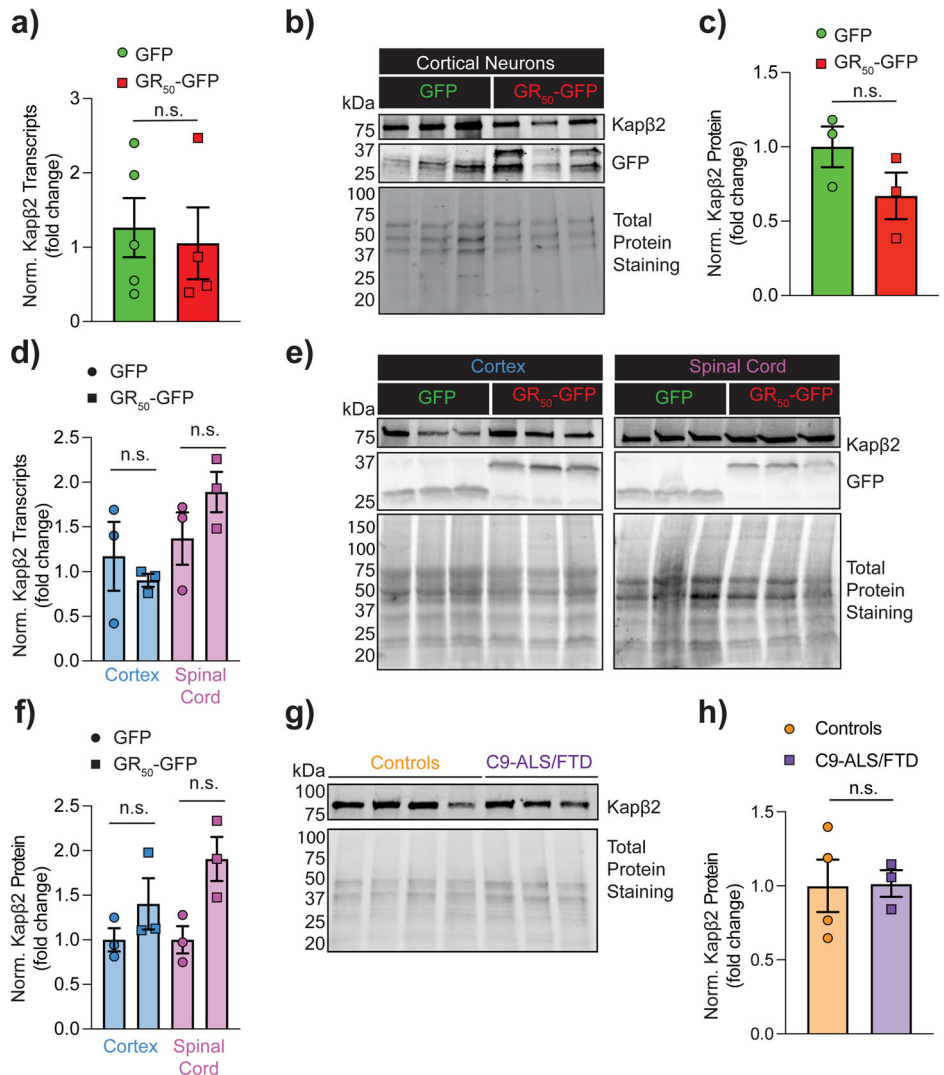 a)
GFP
GR50-GFP
Norm. Kapβ2 Transcripts
(fold change)
3
2
1
0
n.s.
b)
Cortical Neurons
GFP
GR50-GFP
kDa
75
37
25
100
75
50
37
25
20
Kapβ2
GFP
Total
Protein
Staining
c)
GFP
GR50-GFP
Norm. Kapβ2 Protein
(fold change)
1.5
1.0
0.5
0.0
n.s.
d)
GFP
GR50-GFP
Norm. Kapβ2 Transcripts
(fold change)
2.5
2.0
1.5
1.0
0.5
0.0
n.s.
n.s.
Cortex
Spinal
Cord
e)
Cortex
Spinal Cord
GFP
GR50-GFP
GFP
GR50-GFP
kDa
75
37
25
150
100
75
50
37
25
20
Kapβ2
GFP
Total
Protein
Staining
f)
GFP
GR50-GFP
Norm. Kapβ2 Protein
(fold change)
2.5
2.0
1.5
1.0
0.5
0.0
n.s.
n.s.
Cortex
Spinal
Cord
g)
Controls
C9-ALS/FTD
kDa
100
75
100
75
50
37
25
20
Kapβ2
Total
Protein
Staining
h)
Controls
C9-ALS/FTD
Norm. Kapβ2 Protein
(fold change)
1.5
1.0
0.5
0.0
n.s.